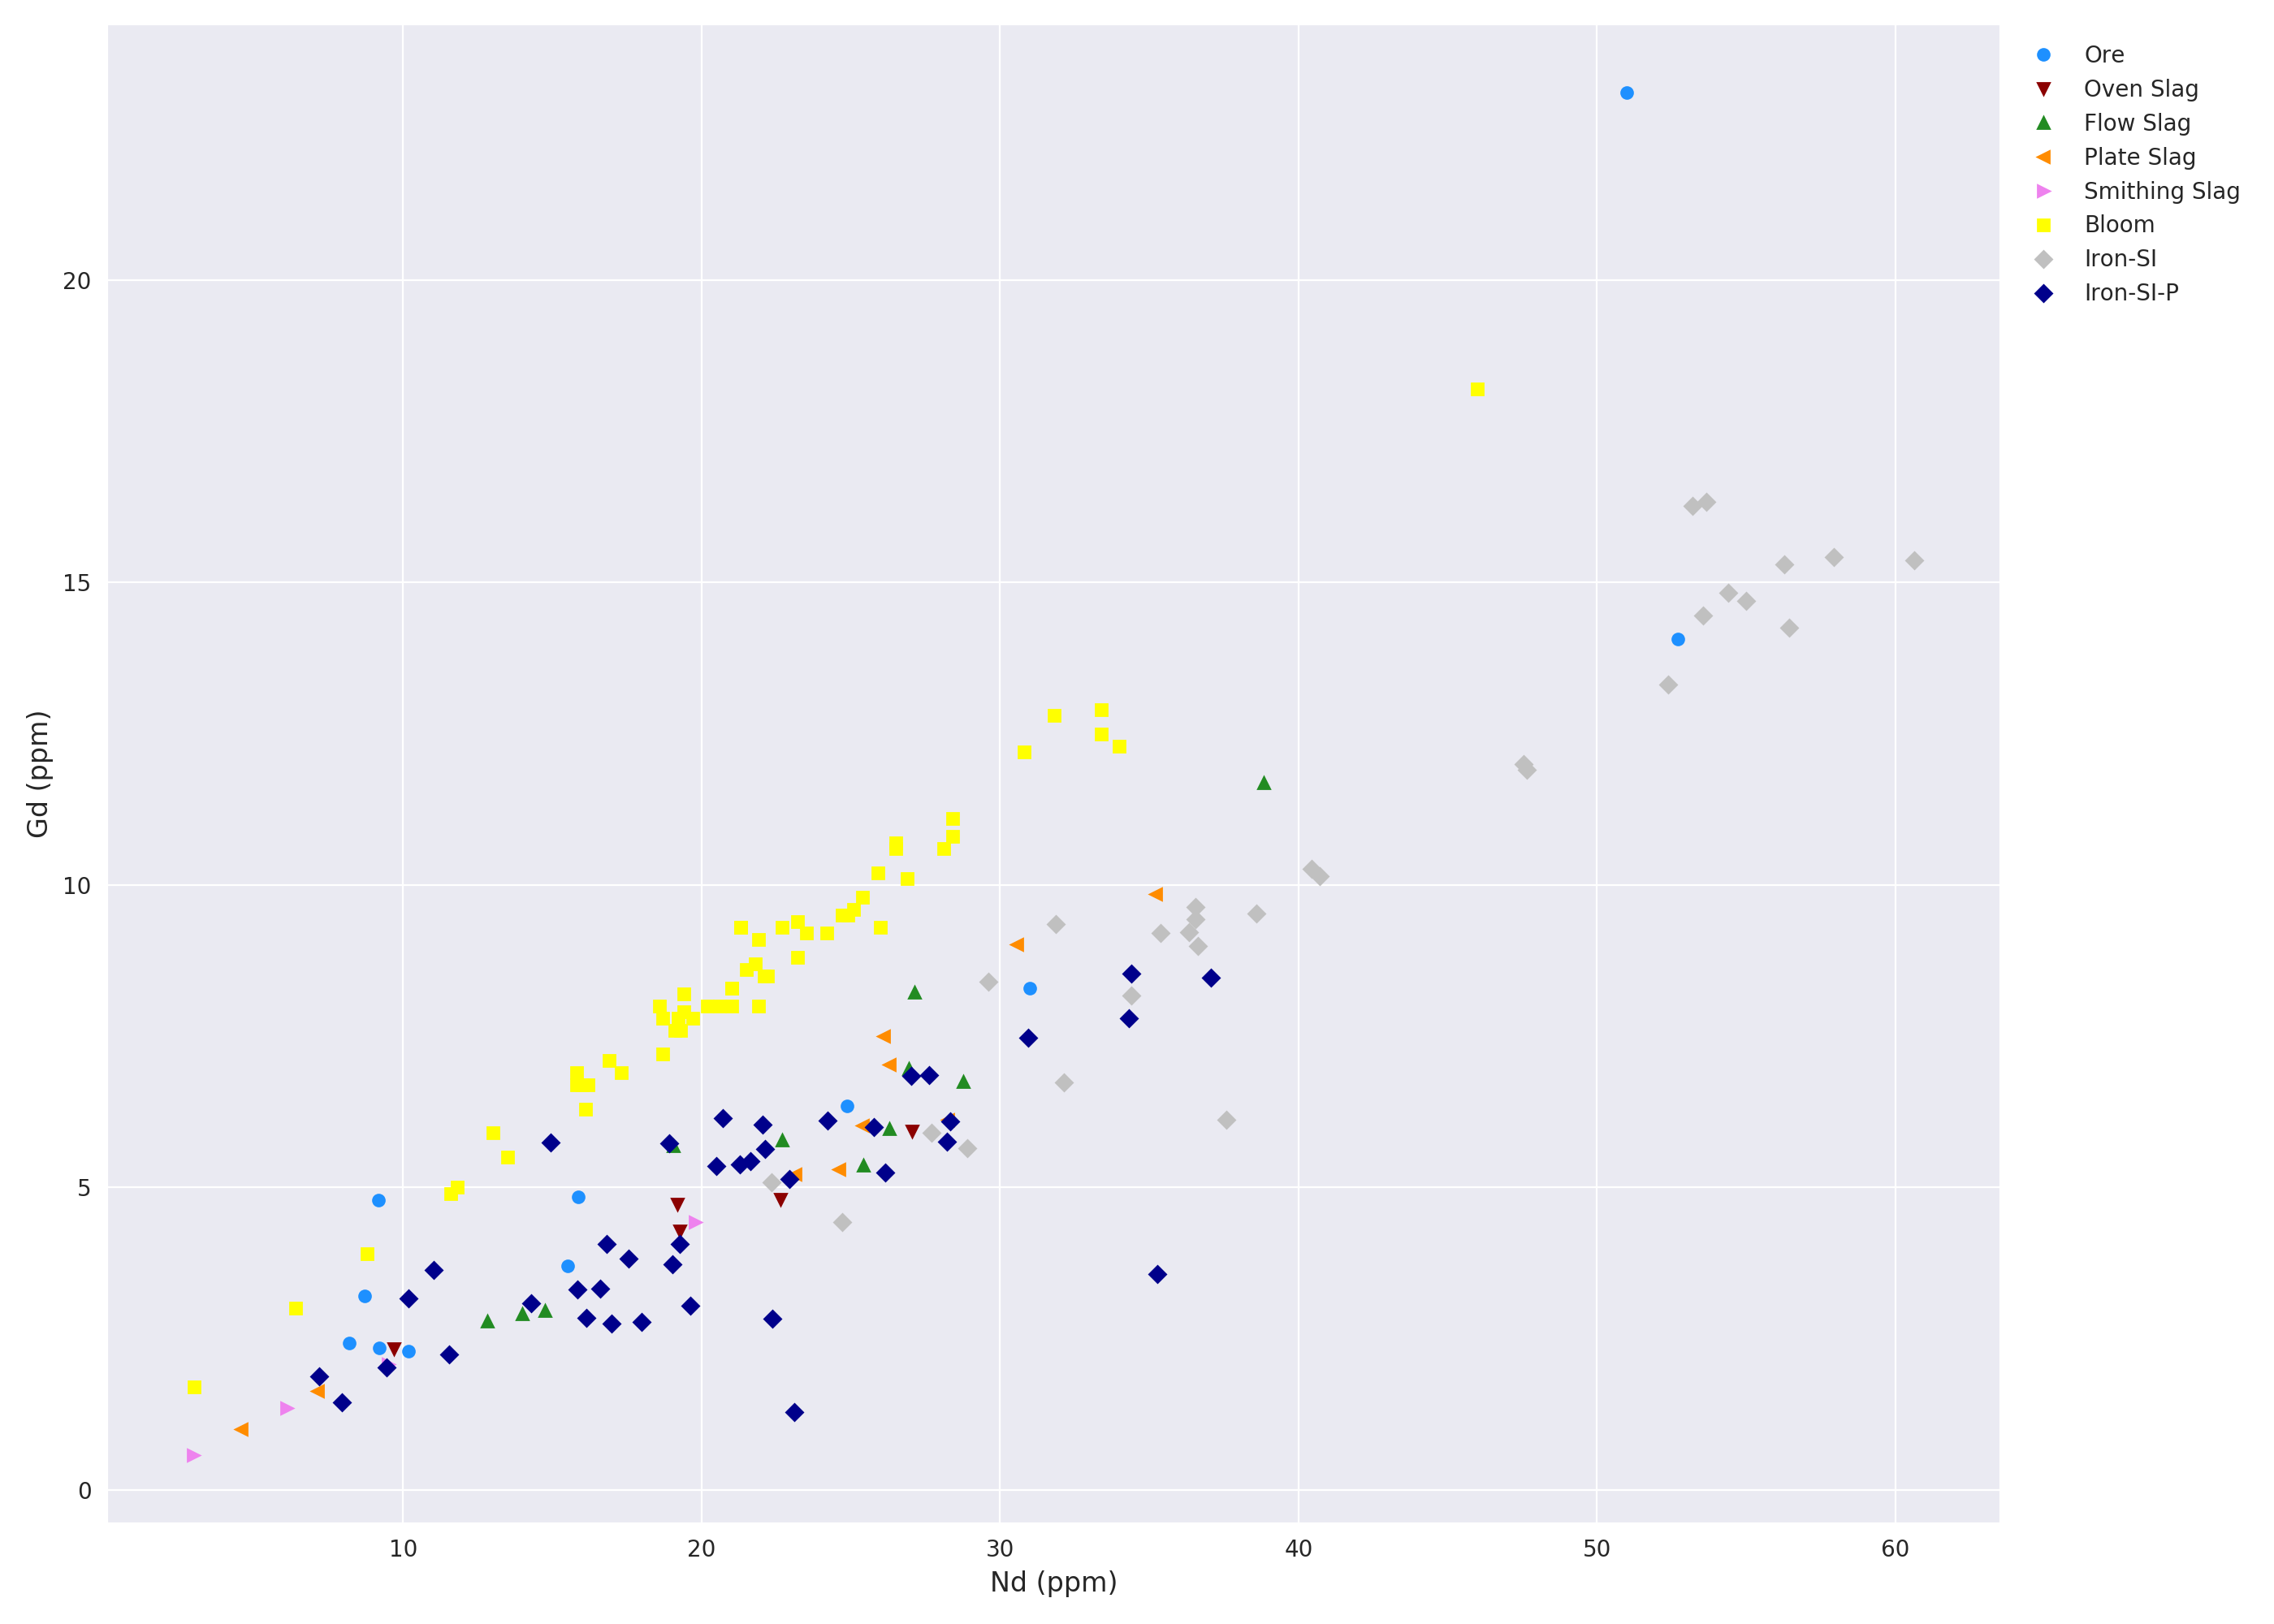 Ore
Oven Slag
Flow Slag
Plate Slag
Smithing Slag
Bloom
Iron-SI
Iron-SI-P
20
15
10
5
0
Gd (ppm)
10 20 30 40 50 60
Nd (ppm)